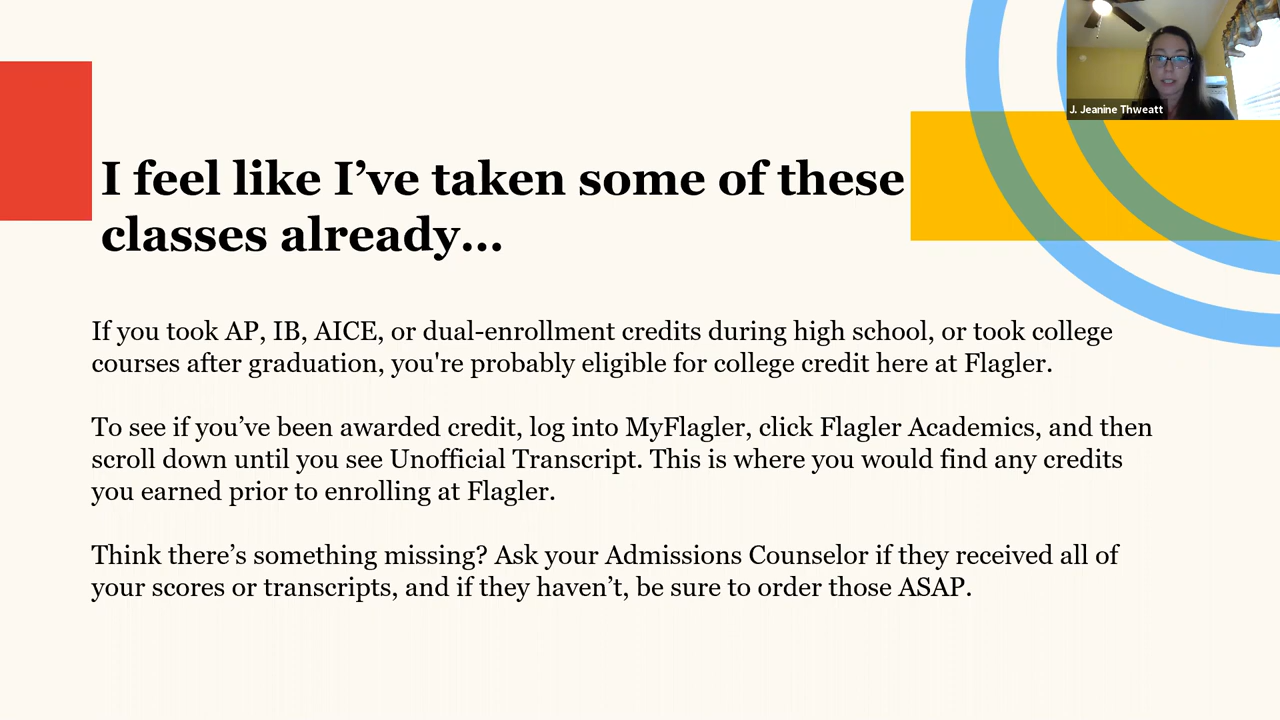 J. Jeanine Thweatt
I feel like I’ve taken some of these
classes already...
If you took AP, IB, AICE, or dual-enrollment credits during high school, or took college
courses after graduation, you're probably eligible for college credit here at Flagler.
To see if you’ve been awarded credit, log into MyFlagler, click Flagler Academics, and then
scroll down until you see Unofficial Transcript. This is where you would find any credits
you earned prior to enrolling at Flagler.
Think there’s something missing? Ask your Admissions Counselor if they received all of
your scores or transcripts, and if they haven’t, be sure to order those ASAP.